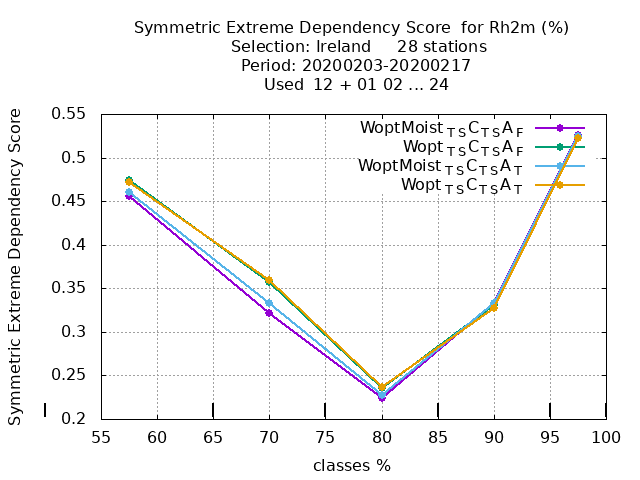 Symmetric Extreme Dependency Score for Rh2m (%)
Selection: Ireland 28 stations
Period: 20200203-20200217
Used 12 + 01 02 ... 24
Symmetric Extreme Dependency Score
0.55
0.5
0.45
0.4
0.35
0.3
0.25
0.2
WoptMoist TS CTS AF
Wopt TS CTS AF
WoptMoist TS CTS AT
Wopt TS CTS AT
55 60 65 70 75 80 85 90 95 100
classes %